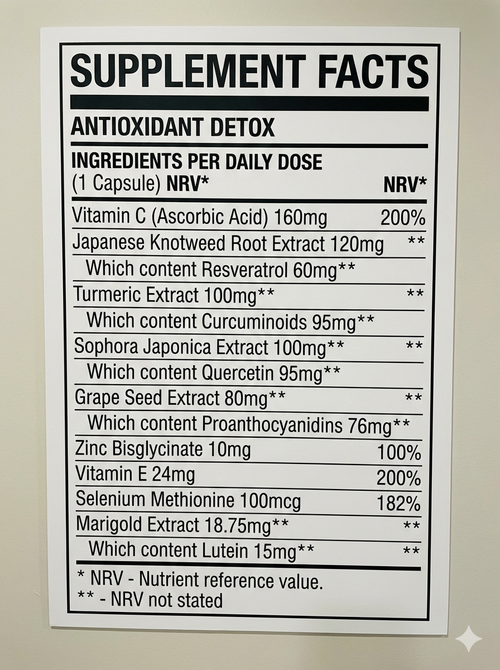 SUPPLEMENT FACTS
ANTIOXIDANT DETOX
INGREDIENTS PER DAILY DOSE
(1 Capsule) NRV* NRV*
Vitamin C (Ascorbic Acid) 160mg 200%
Japanese Knotweed Root Extract 120mg **
Which content Resveratrol 60mg**
Turmeric Extract 100mg** **
Which content Curcuminoids 95mg**
Sophora Japonica Extract 100mg** **
Which content Quercetin 95mg**
Grape Seed Extract 80mg** **
Which content Proanthocyanidins 76mg**
Zinc Bisglycinate 10mg 100%
Vitamin E 24mg 200%
Selenium Methionine 100mcg 182%
Marigold Extract 18.75mg** **
Which content Lutein 15mg** **
* NRV - Nutrient reference value.
** - NRV not stated